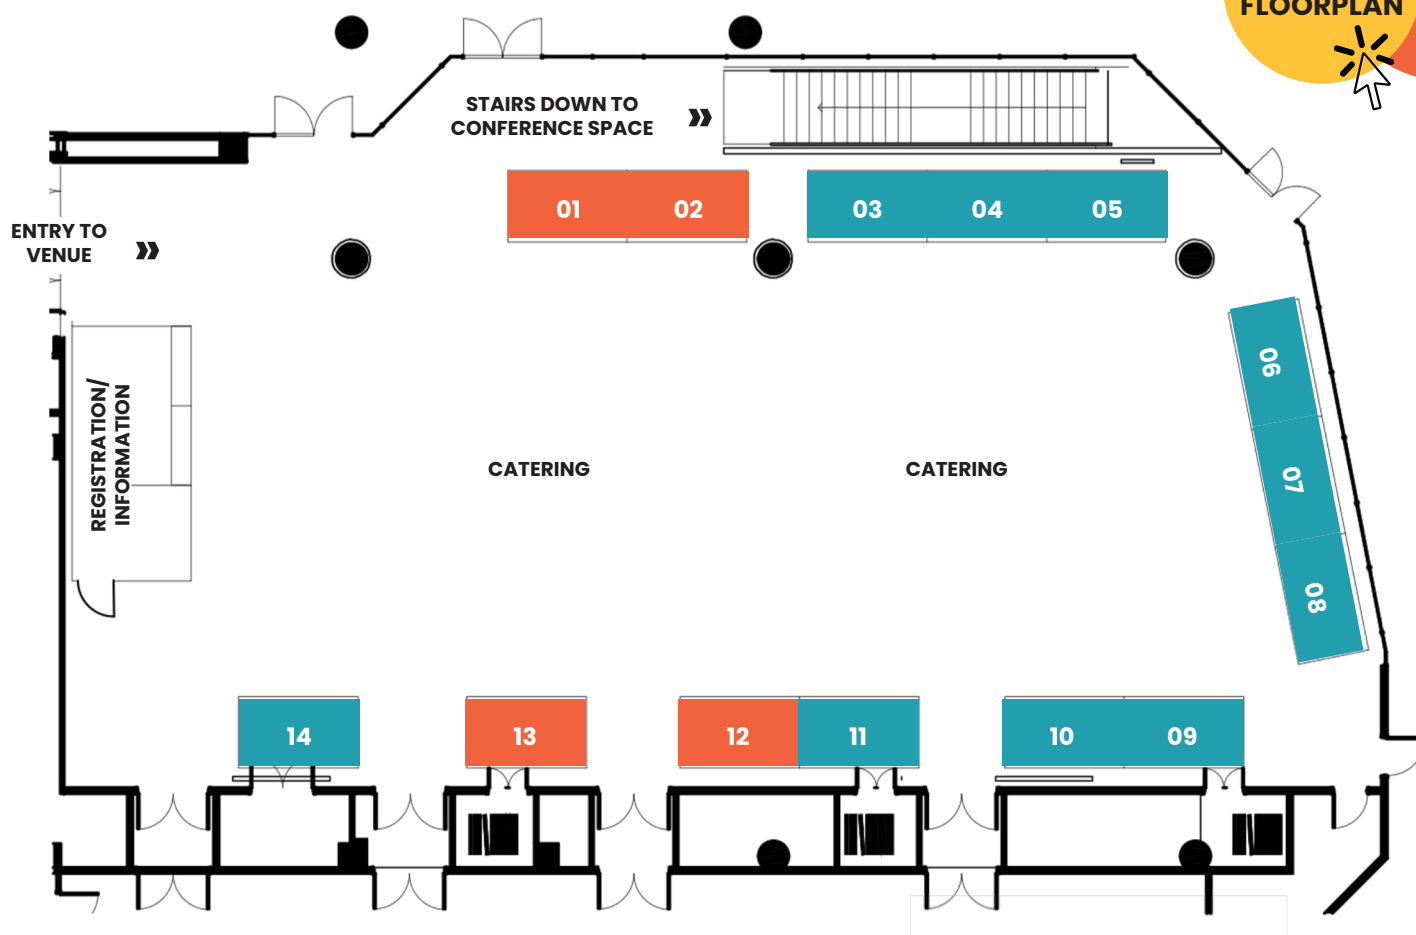 FLOORPLAN
STAIRS DOWN TO
CONFERENCE SPACE
01
02
03
04
05
ENTRY TO
VENUE
06
REGISTRATION/
INFORMATION
CATERING
CATERING
07
08
14
13
12
11
10
09